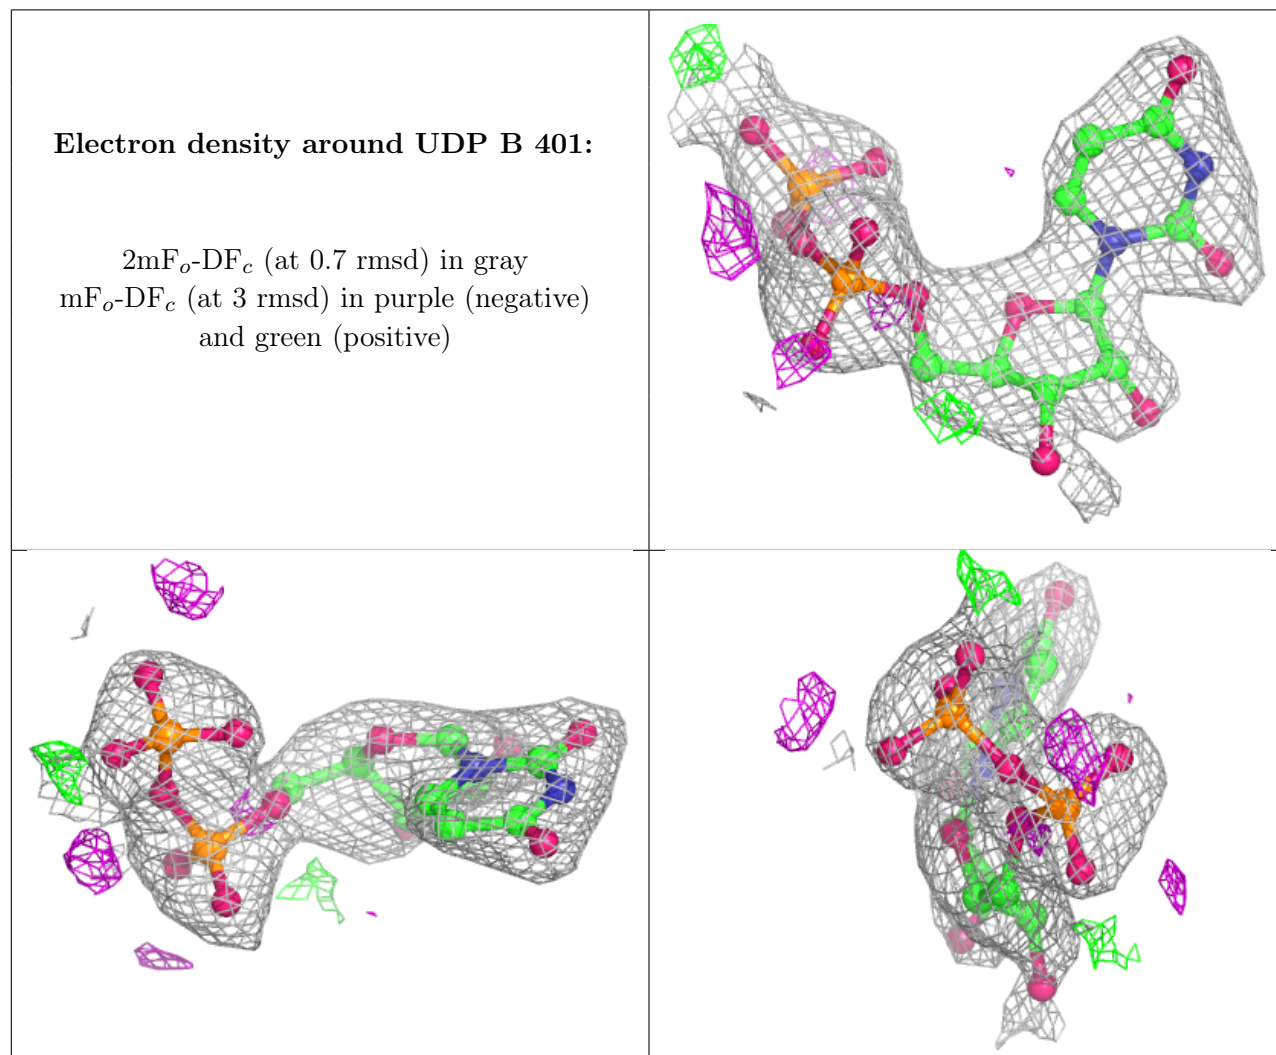 Electron density around UDP B 401:
2mFo-DFc (at 0.7 rmsd) in gray
mFo-DFc (at 3 rmsd) in purple (negative)
and green (positive)